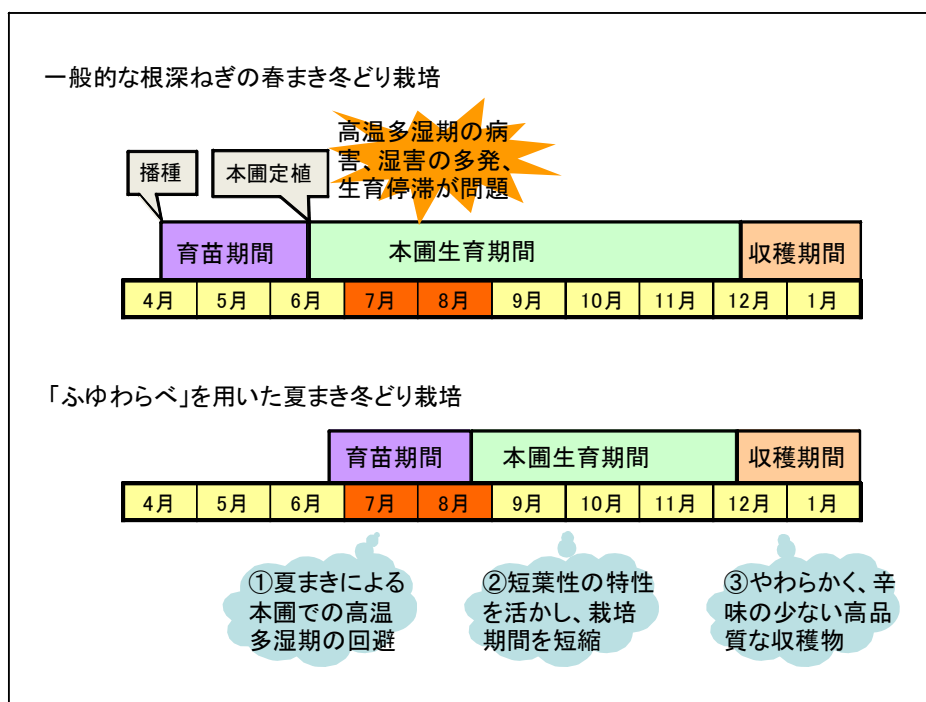 一般的な根深ねぎの春まき冬どり栽培
高温多湿期の病
害、湿害の多発、
生育停滞が問題
播種
本圃定植
育苗期間
本圃生育期間
収穫期間
4月 5月 6月 7月 8月 9月 10月 11月 12月 1月
「ふゆわらべ」を用いた夏まき冬どり栽培
育苗期間
本圃生育期間
収穫期間
4月 5月 6月 7月 8月 9月 10月 11月 12月 1月
①夏まきによる
本圃での高温
多湿期の回避
②短葉性の特性
を活かし、栽培
期間を短縮
③やわらかく、辛
味の少ない高品
質な収穫物